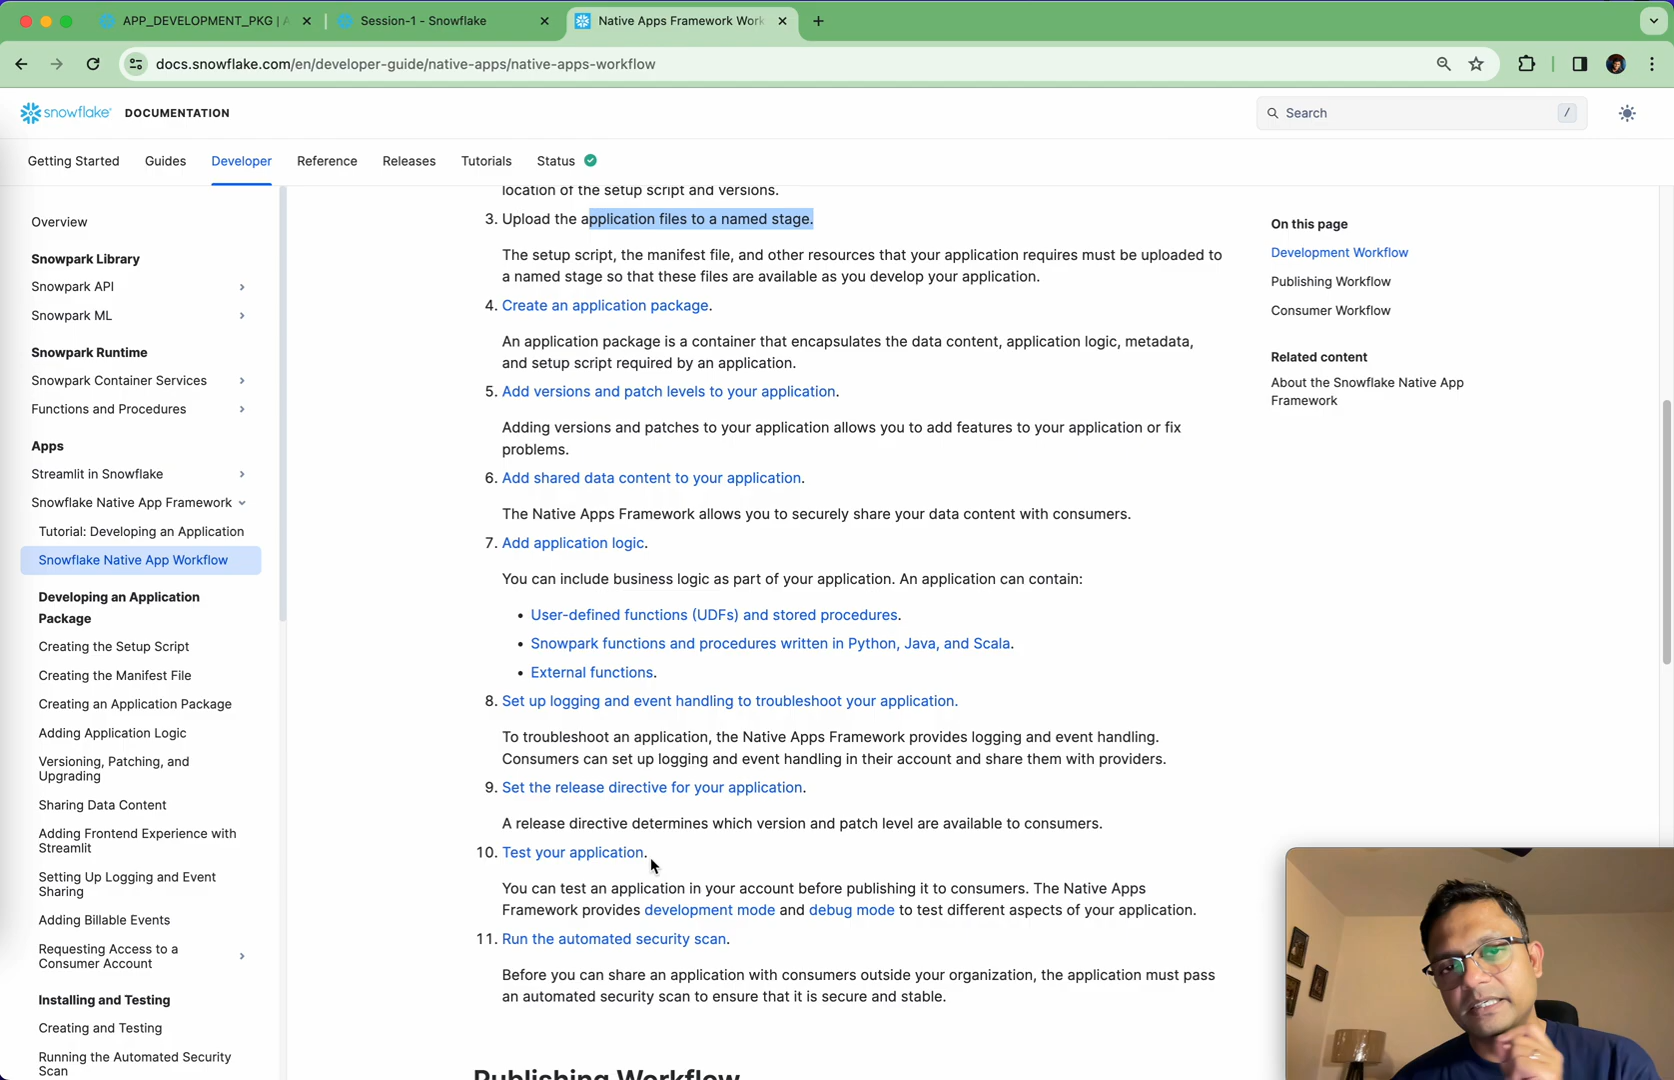 APP_DEVELOPMENT_PKG | A
Session-1 - Snowflake
Native Apps Framework Work
docs.snowflake.com/en/developer-guide/native-apps/native-apps-workflow
snowflake DOCUMENTATION
Search /
Getting Started Guides Developer Reference Releases Tutorials Status
Overview
Snowpark Library
Snowpark API
Snowpark ML
Snowpark Runtime
Snowpark Container Services
Functions and Procedures
Apps
Streamlit in Snowflake
Snowflake Native App Framework
Tutorial: Developing an Application
Snowflake Native App Workflow
Developing an Application
Package
Creating the Setup Script
Creating the Manifest File
Creating an Application Package
Adding Application Logic
Versioning, Patching, and
Upgrading
Sharing Data Content
Adding Frontend Experience with
Streamlit
Setting Up Logging and Event
Sharing
Adding Billable Events
Requesting Access to a
Consumer Account
Installing and Testing
Creating and Testing
Running the Automated Security
Scan
location of the setup script and versions.
3. Upload the application files to a named stage.
The setup script, the manifest file, and other resources that your application requires must be uploaded to
a named stage so that these files are available as you develop your application.
4. Create an application package.
An application package is a container that encapsulates the data content, application logic, metadata,
and setup script required by an application.
5. Add versions and patch levels to your application.
Adding versions and patches to your application allows you to add features to your application or fix
problems.
6. Add shared data content to your application.
The Native Apps Framework allows you to securely share your data content with consumers.
7. Add application logic.
You can include business logic as part of your application. An application can contain:
• User-defined functions (UDFs) and stored procedures.
• Snowpark functions and procedures written in Python, Java, and Scala.
• External functions.
8. Set up logging and event handling to troubleshoot your application.
To troubleshoot an application, the Native Apps Framework provides logging and event handling.
Consumers can set up logging and event handling in their account and share them with providers.
9. Set the release directive for your application.
A release directive determines which version and patch level are available to consumers.
10. Test your application.
You can test an application in your account before publishing it to consumers. The Native Apps
Framework provides development mode and debug mode to test different aspects of your application.
11. Run the automated security scan.
Before you can share an application with consumers outside your organization, the application must pass
an automated security scan to ensure that it is secure and stable.
Publishing Workflow
On this page
Development Workflow
Publishing Workflow
Consumer Workflow
Related content
About the Snowflake Native App
Framework